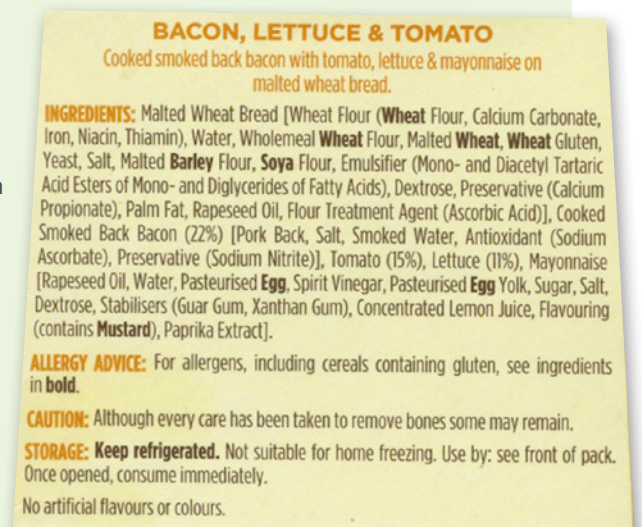 BACON, LETTUCE & TOMATO
Cooked smoked back bacon with tomato, lettuce & mayonnaise on
malted wheat bread.
INGREDIENTS: Malted Wheat Bread [Wheat Flour (Wheat Flour, Calcium Carbonate,
Iron, Niacin, Thiamin), Water, Wholemeal Wheat Flour, Malted Wheat, Wheat Gluten,
Yeast, Salt, Malted Barley Flour, Soya Flour, Emulsifier (Mono- and Diacetyl Tartaric
Acid Esters of Mono- and Diglycerides of Fatty Acids), Dextrose, Preservative (Calcium
Propionate), Palm Fat, Rapeseed Oil, Flour Treatment Agent (Ascorbic Acid)], Cooked
Smoked Back Bacon (22%) [Pork Back, Salt, Smoked Water, Antioxidant (Sodium
Ascorbate), Preservative (Sodium Nitrite)], Tomato (15%), Lettuce (11%), Mayonnaise
[Rapeseed Oil, Water, Pasteurised Egg, Spirit Vinegar, Pasteurised Egg Yolk, Sugar, Salt,
Dextrose, Stabilisers (Guar Gum, Xanthan Gum), Concentrated Lemon Juice, Flavouring
(contains Mustard), Paprika Extract].
ALLERGY ADVICE: For allergens, including cereals containing gluten, see ingredients
in bold.
CAUTION: Although every care has been taken to remove bones some may remain.
STORAGE: Keep refrigerated. Not suitable for home freezing. Use by: see front of pack.
Once opened, consume immediately.
No artificial flavours or colours.